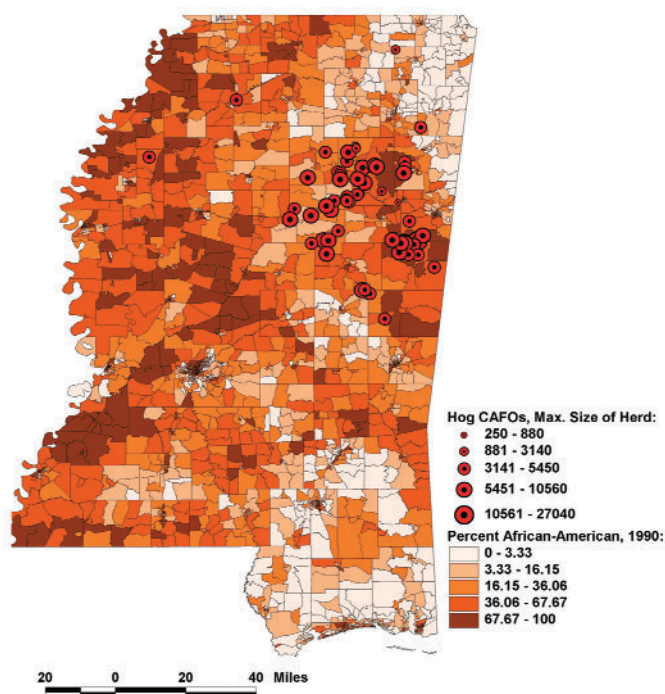 Hog CAFOs, Max. Size of Herd:
250 - 880
881 - 3140
3141 - 5450
5451 - 10560
10561 - 27040
Percent African-American, 1990:
0 - 3.33
3.33 - 16.15
16.15 - 36.06
36.06 - 67.67
67.67 - 100
20 0 20 40 Miles